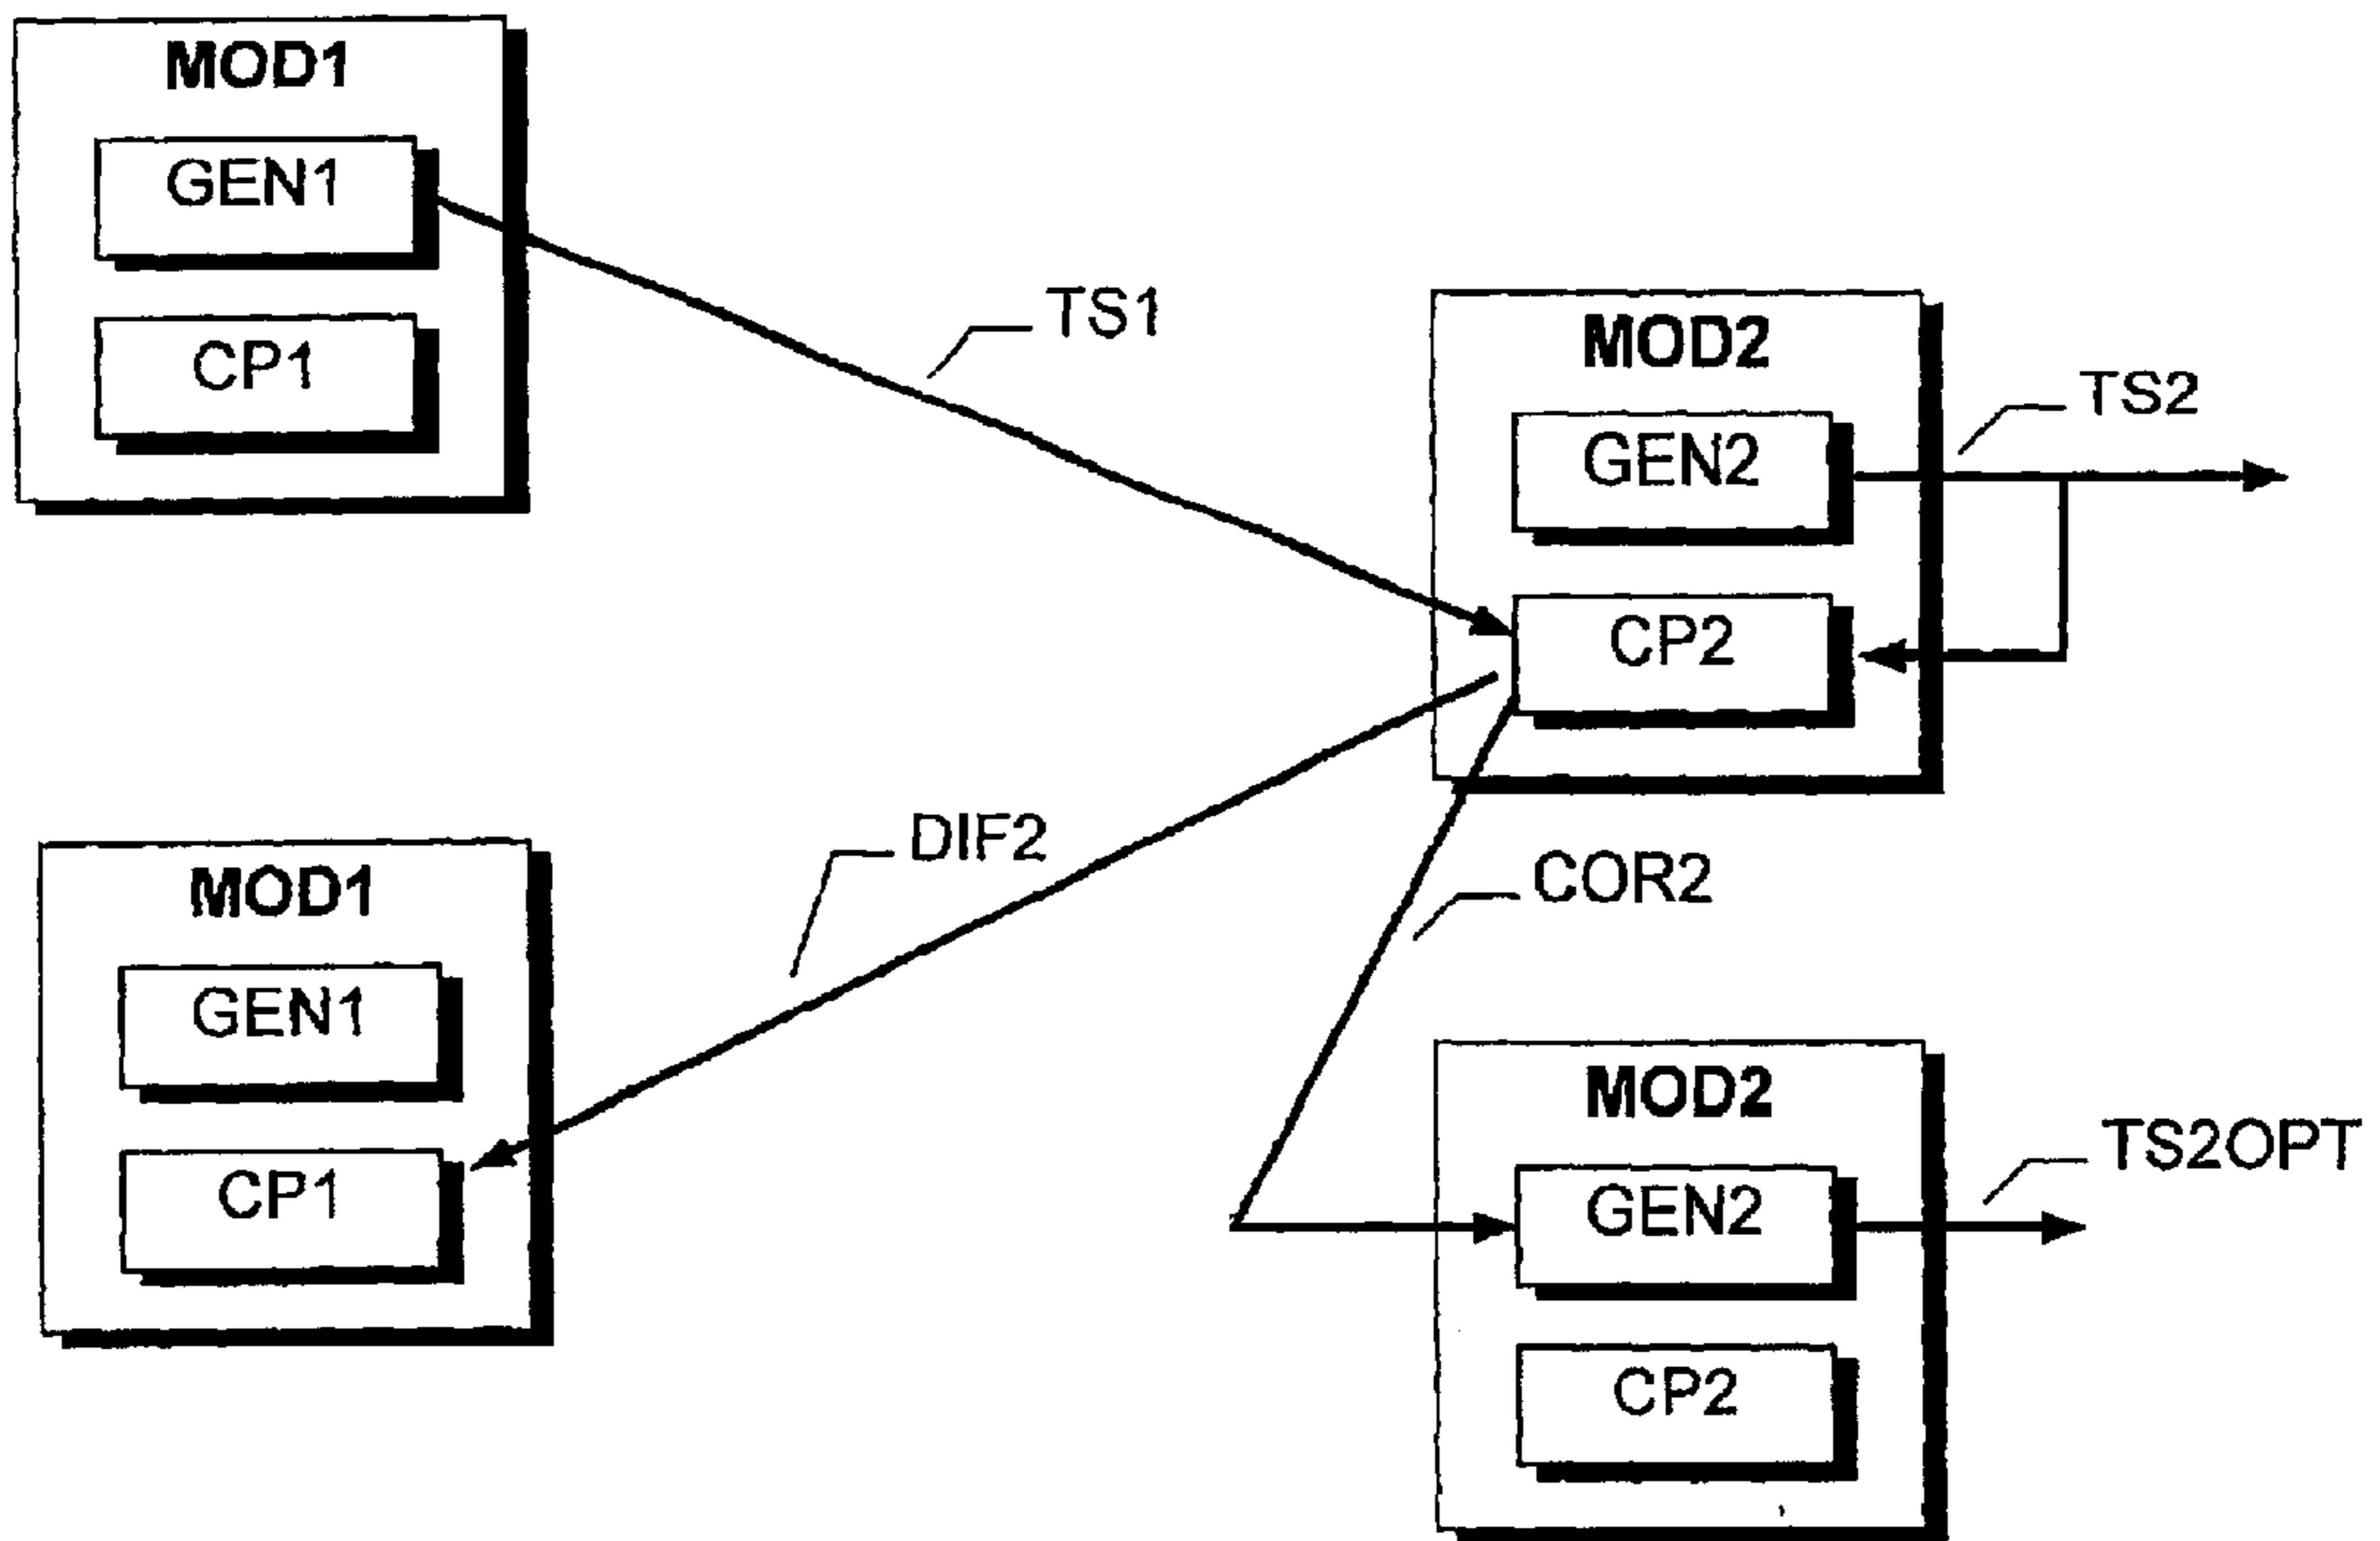 MOD1
GEN1
CP1
TS1
MOD2
GEN2
CP2
TS2
DIF2
COR2
MOD1
GEN1
CP1
MOD2
GEN2
CP2
TS2OPT